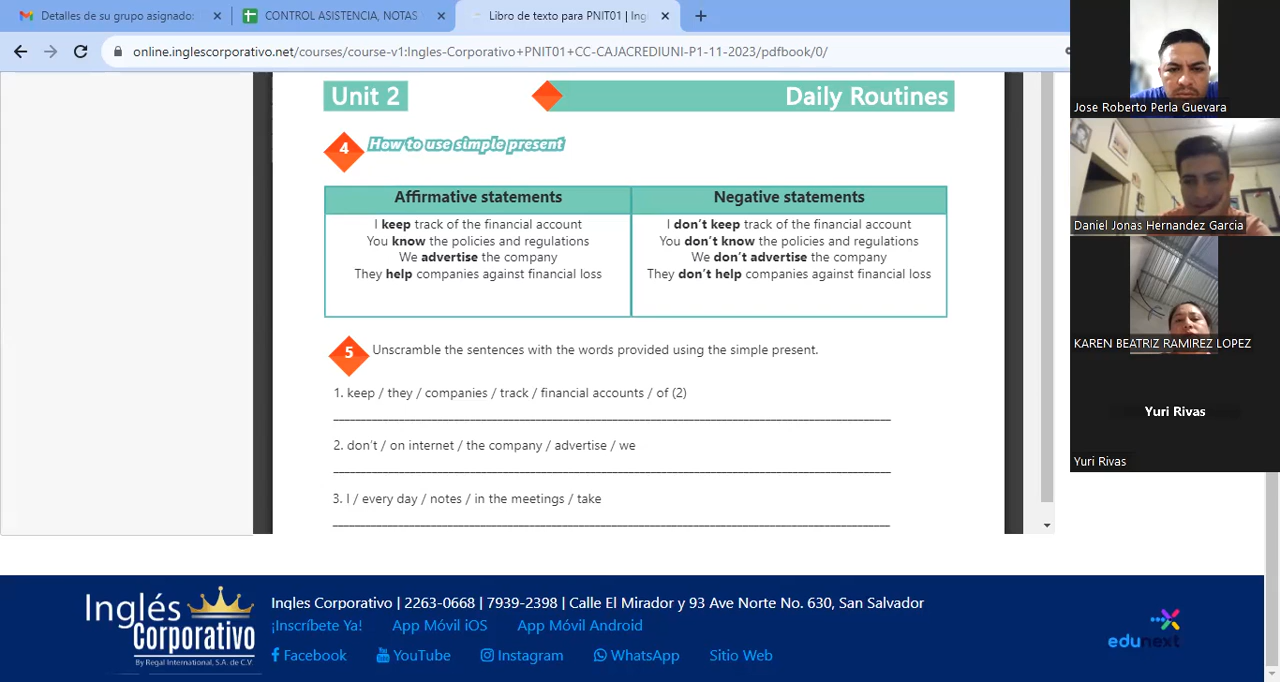 Detalles de su grupo asignado:
CONTROL ASISTENCIA, NOTAS
Libro de texto para PNIT01 | Ing
online.inglescorporativo.net/courses/course-v1:Ingles-Corporativo+PNIT01+CC-CAJACREDIUNI-P1-11-2023/pdfbook/0/
Unit 2
Daily Routines
4 How to use simple present
Affirmative statements
Negative statements
I keep track of the financial account
I don't keep track of the financial account
You know the policies and regulations
You don't know the policies and regulations
We advertise the company
We don't advertise the company
They help companies against financial loss
They don't help companies against financial loss
5 Unscramble the sentences with the words provided using the simple present.
1. keep / they / companies / track / financial accounts / of (2)
2. don't / on internet / the company / advertise / we
3. I / every day / notes / in the meetings / take
Jose Roberto Perla Guevara
Daniel Jonas Hernandez Garcia
KAREN BEATRIZ RAMIREZ LOPEZ
Yuri Rivas
Yuri Rivas
Inglés
Corporativo
By Regal International, S.A. de C.V.
Ingles Corporativo | 2263-0668 | 7939-2398 | Calle El Mirador y 93 Ave Norte No. 630, San Salvador
¡Inscríbete Ya! App Móvil iOS App Móvil Android
Facebook YouTube Instagram WhatsApp Sitio Web
edunext